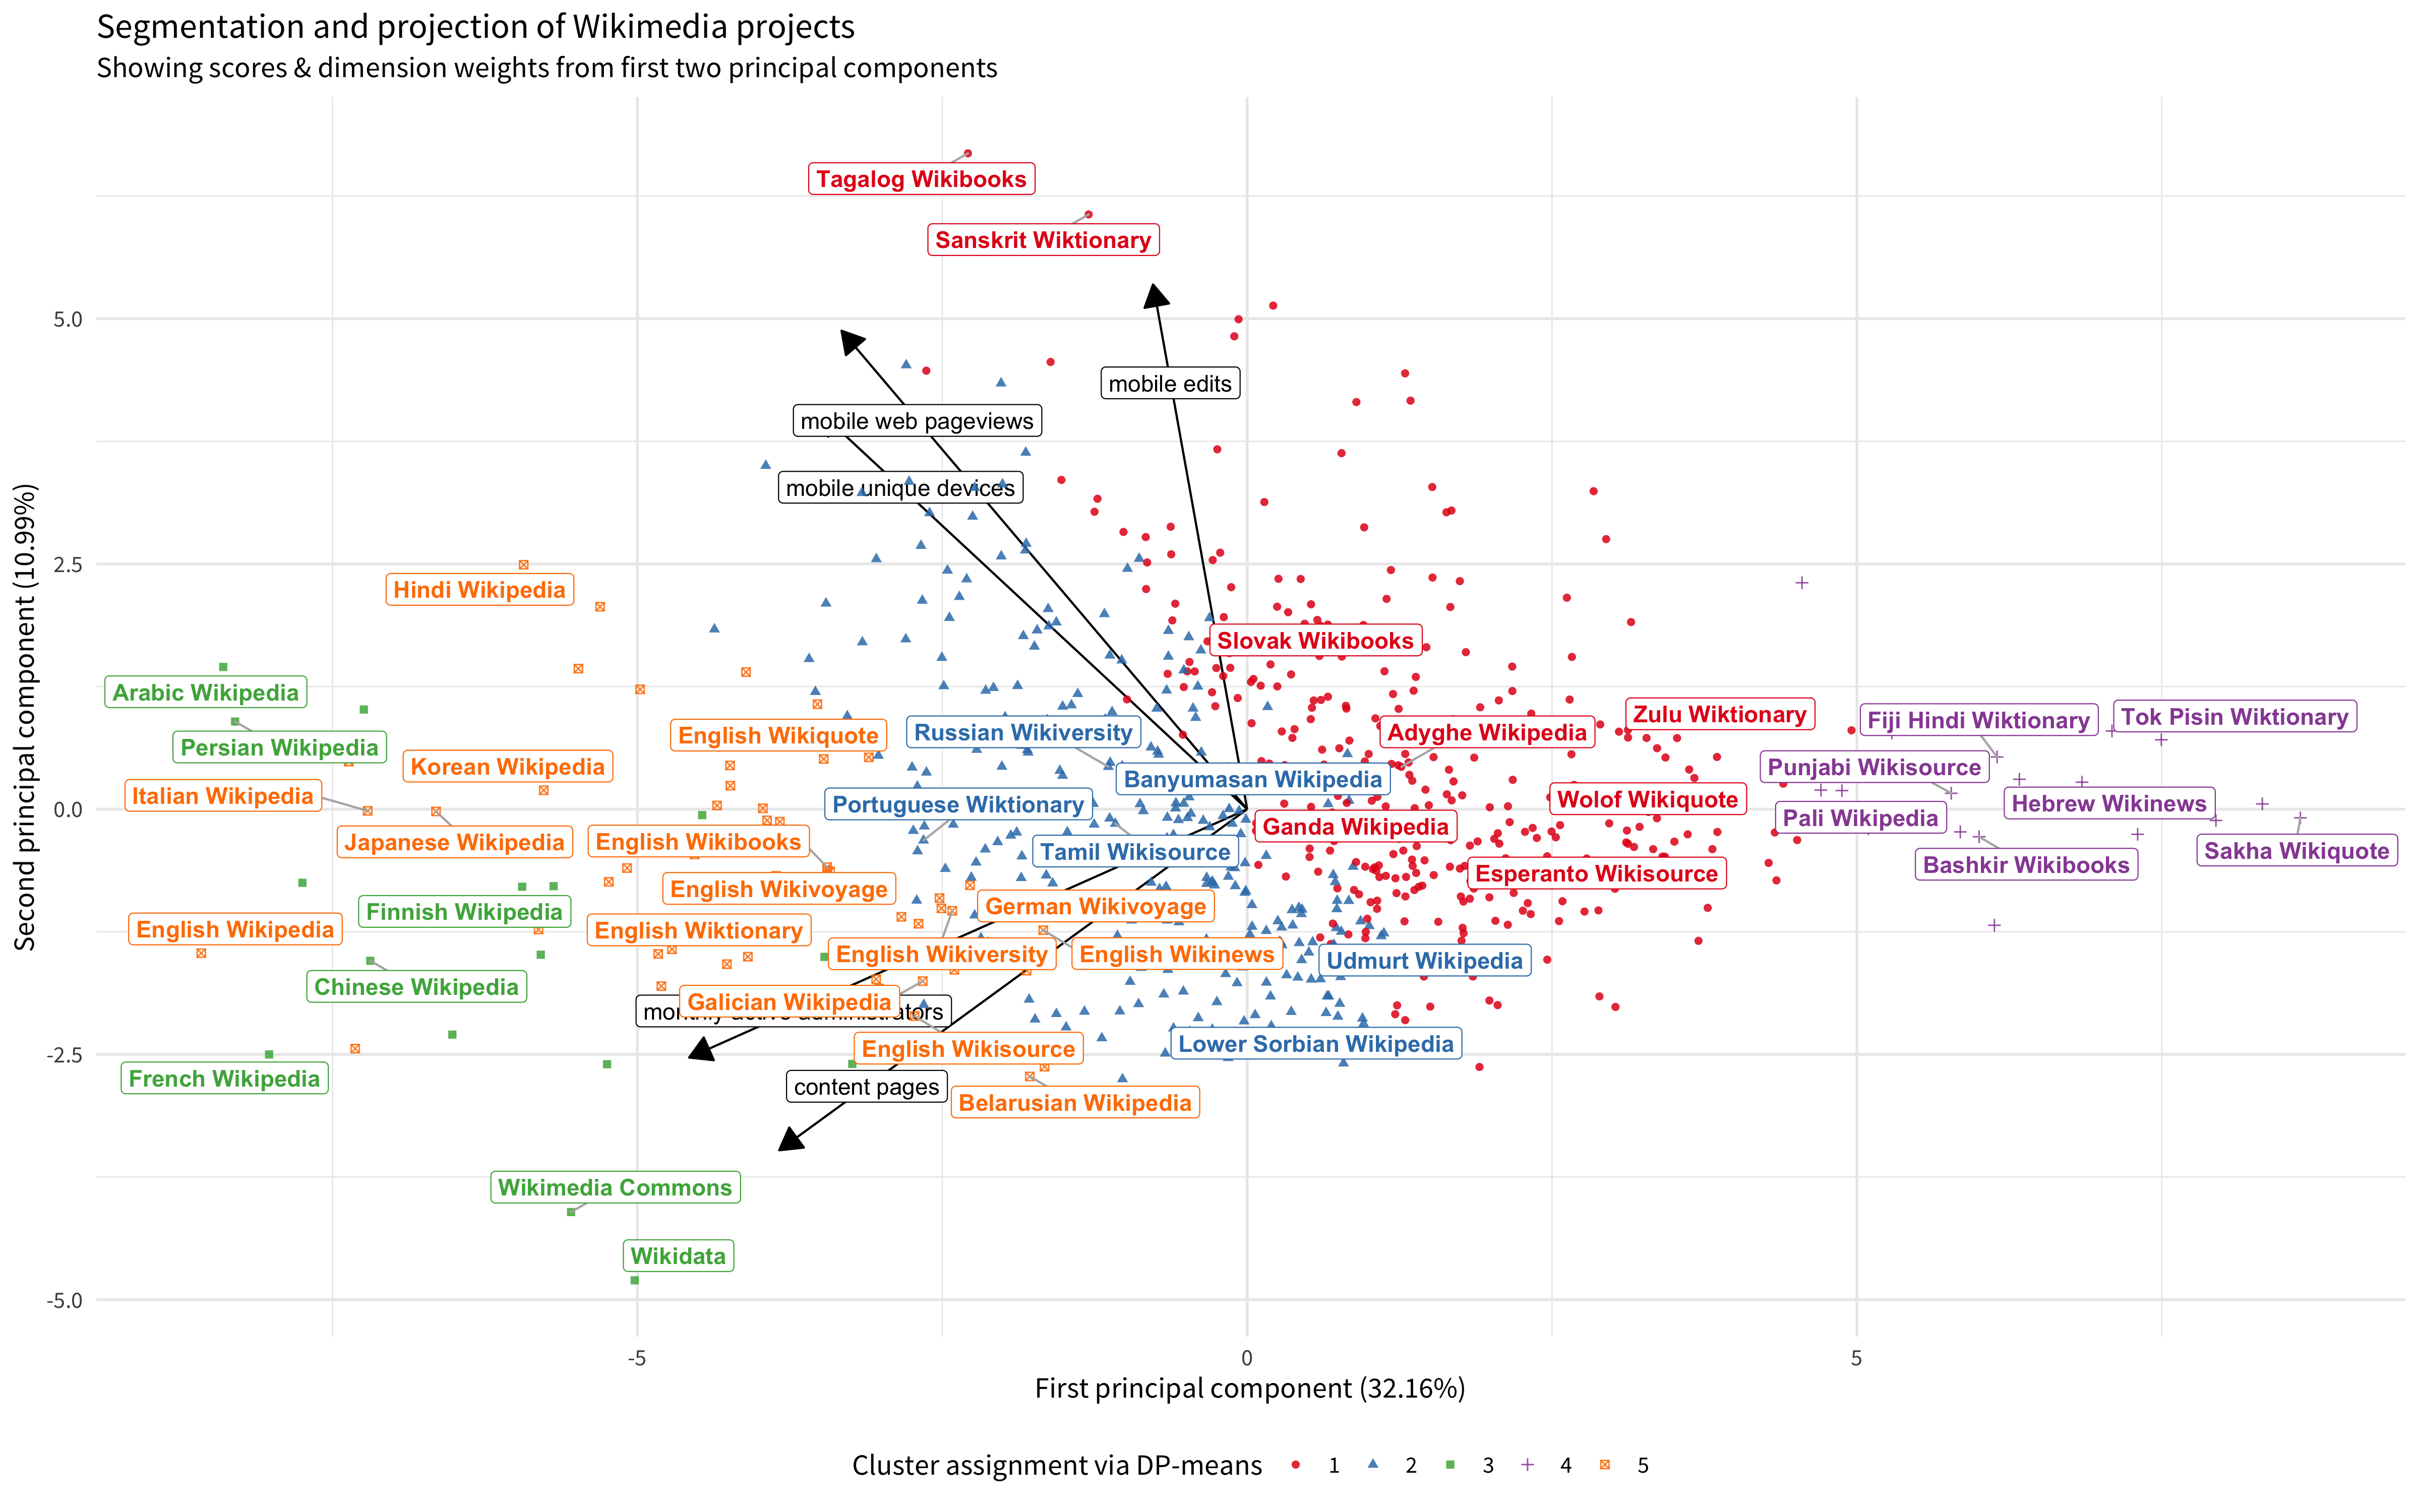 Segmentation and projection of Wikimedia projects
Showing scores & dimension weights from first two principal components
Tagalog Wikibooks
Sanskrit Wiktionary
5.0
mobile edits
mobile web pageviews
mobile unique devices
2.5
Hindi Wikipedia
Slovak Wikibooks
Arabic Wikipedia
Zulu Wiktionary
Fiji Hindi Wiktionary
Tok Pisin Wiktionary
Persian Wikipedia
English Wikiquote
Russian Wikiversity
Adyghe Wikipedia
Korean Wikipedia
Punjabi Wikisource
Banyumasan Wikipedia
Italian Wikipedia
Portuguese Wiktionary
Wolof Wikiquote
Hebrew Wikinews
0.0
Pali Wikipedia
Ganda Wikipedia
Japanese Wikipedia
English Wikibooks
Tamil Wikisource
Sakha Wikiquote
Bashkir Wikibooks
Esperanto Wikisource
English Wikivoyage
Finnish Wikipedia
German Wikivoyage
English Wikipedia
English Wiktionary
English Wikiversity
English Wikinews
Udmurt Wikipedia
Chinese Wikipedia
Galician Wikipedia
monthly active administrators
-2.5
Lower Sorbian Wikipedia
English Wikisource
French Wikipedia
content pages
Belarusian Wikipedia
Wikimedia Commons
Wikidata
-5.0
Second principal component (10.99%)
-5
0
5
First principal component (32.16%)
Cluster assignment via DP-means 1 2 3 4 5